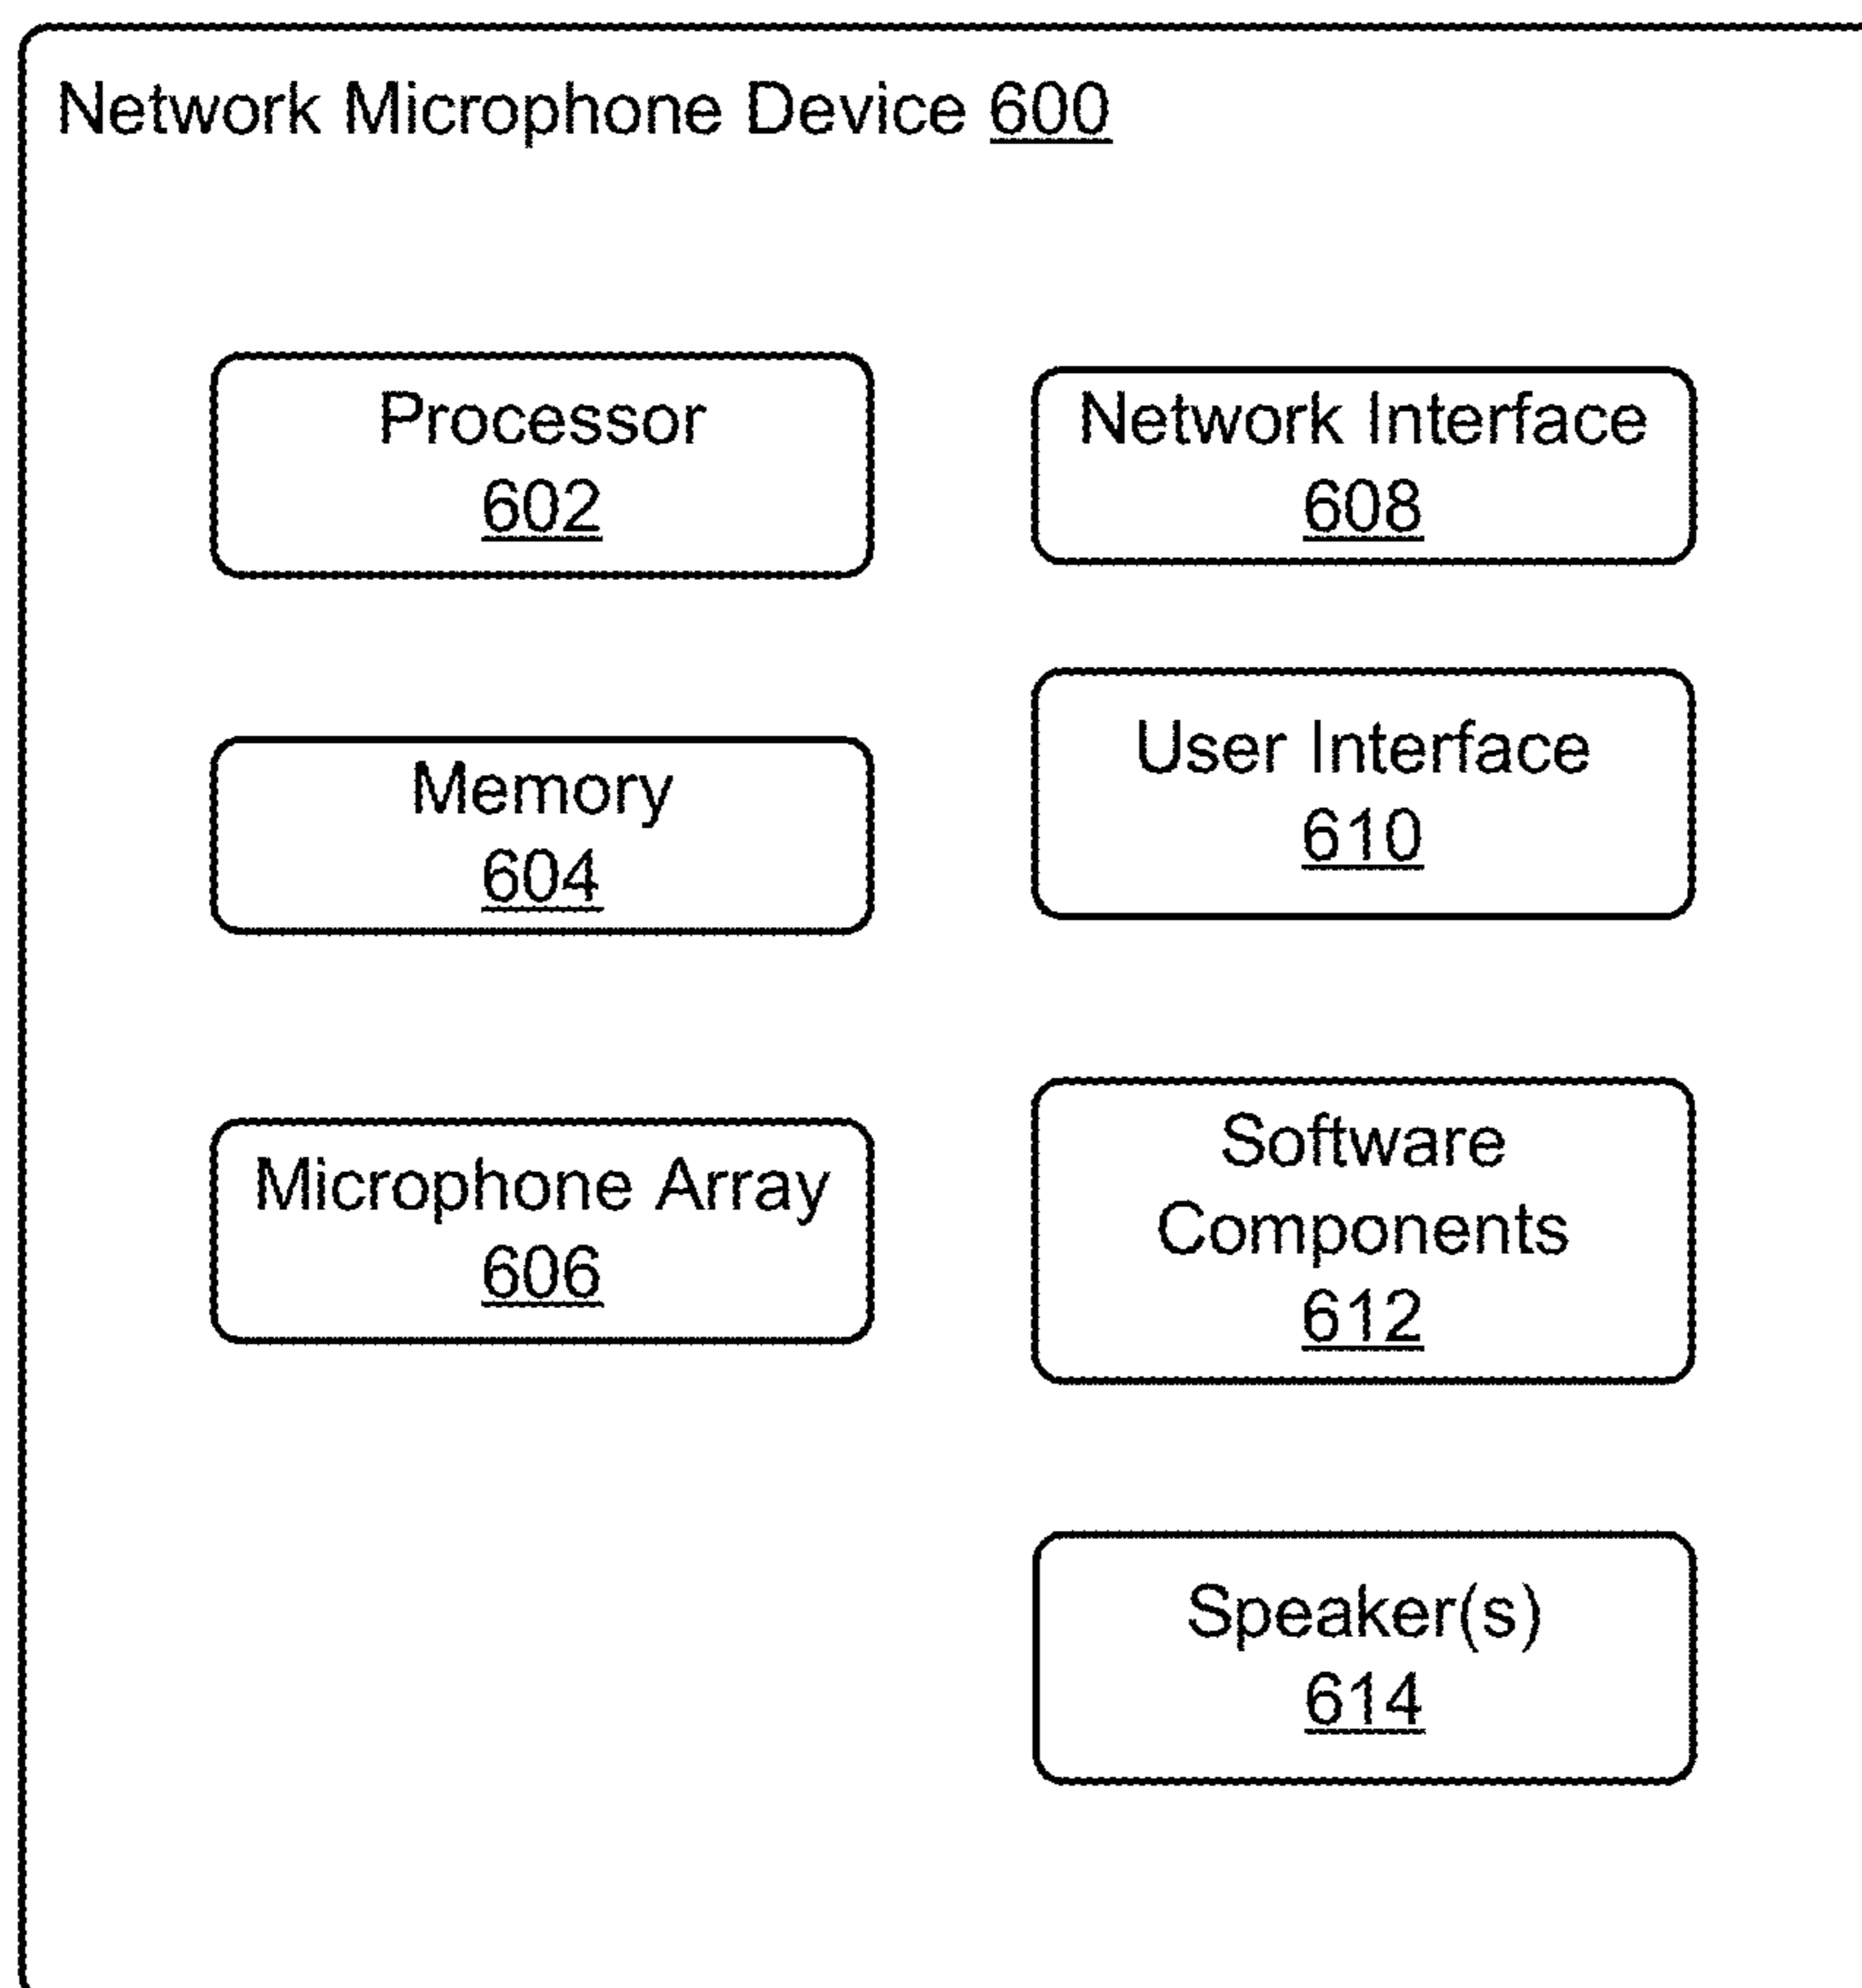 Network Microphone Device 600
Processor
602
Memory
604
Microphone Array
606
Network Interface
608
User Interface
610
Software
Components
612
Speaker(s)
614